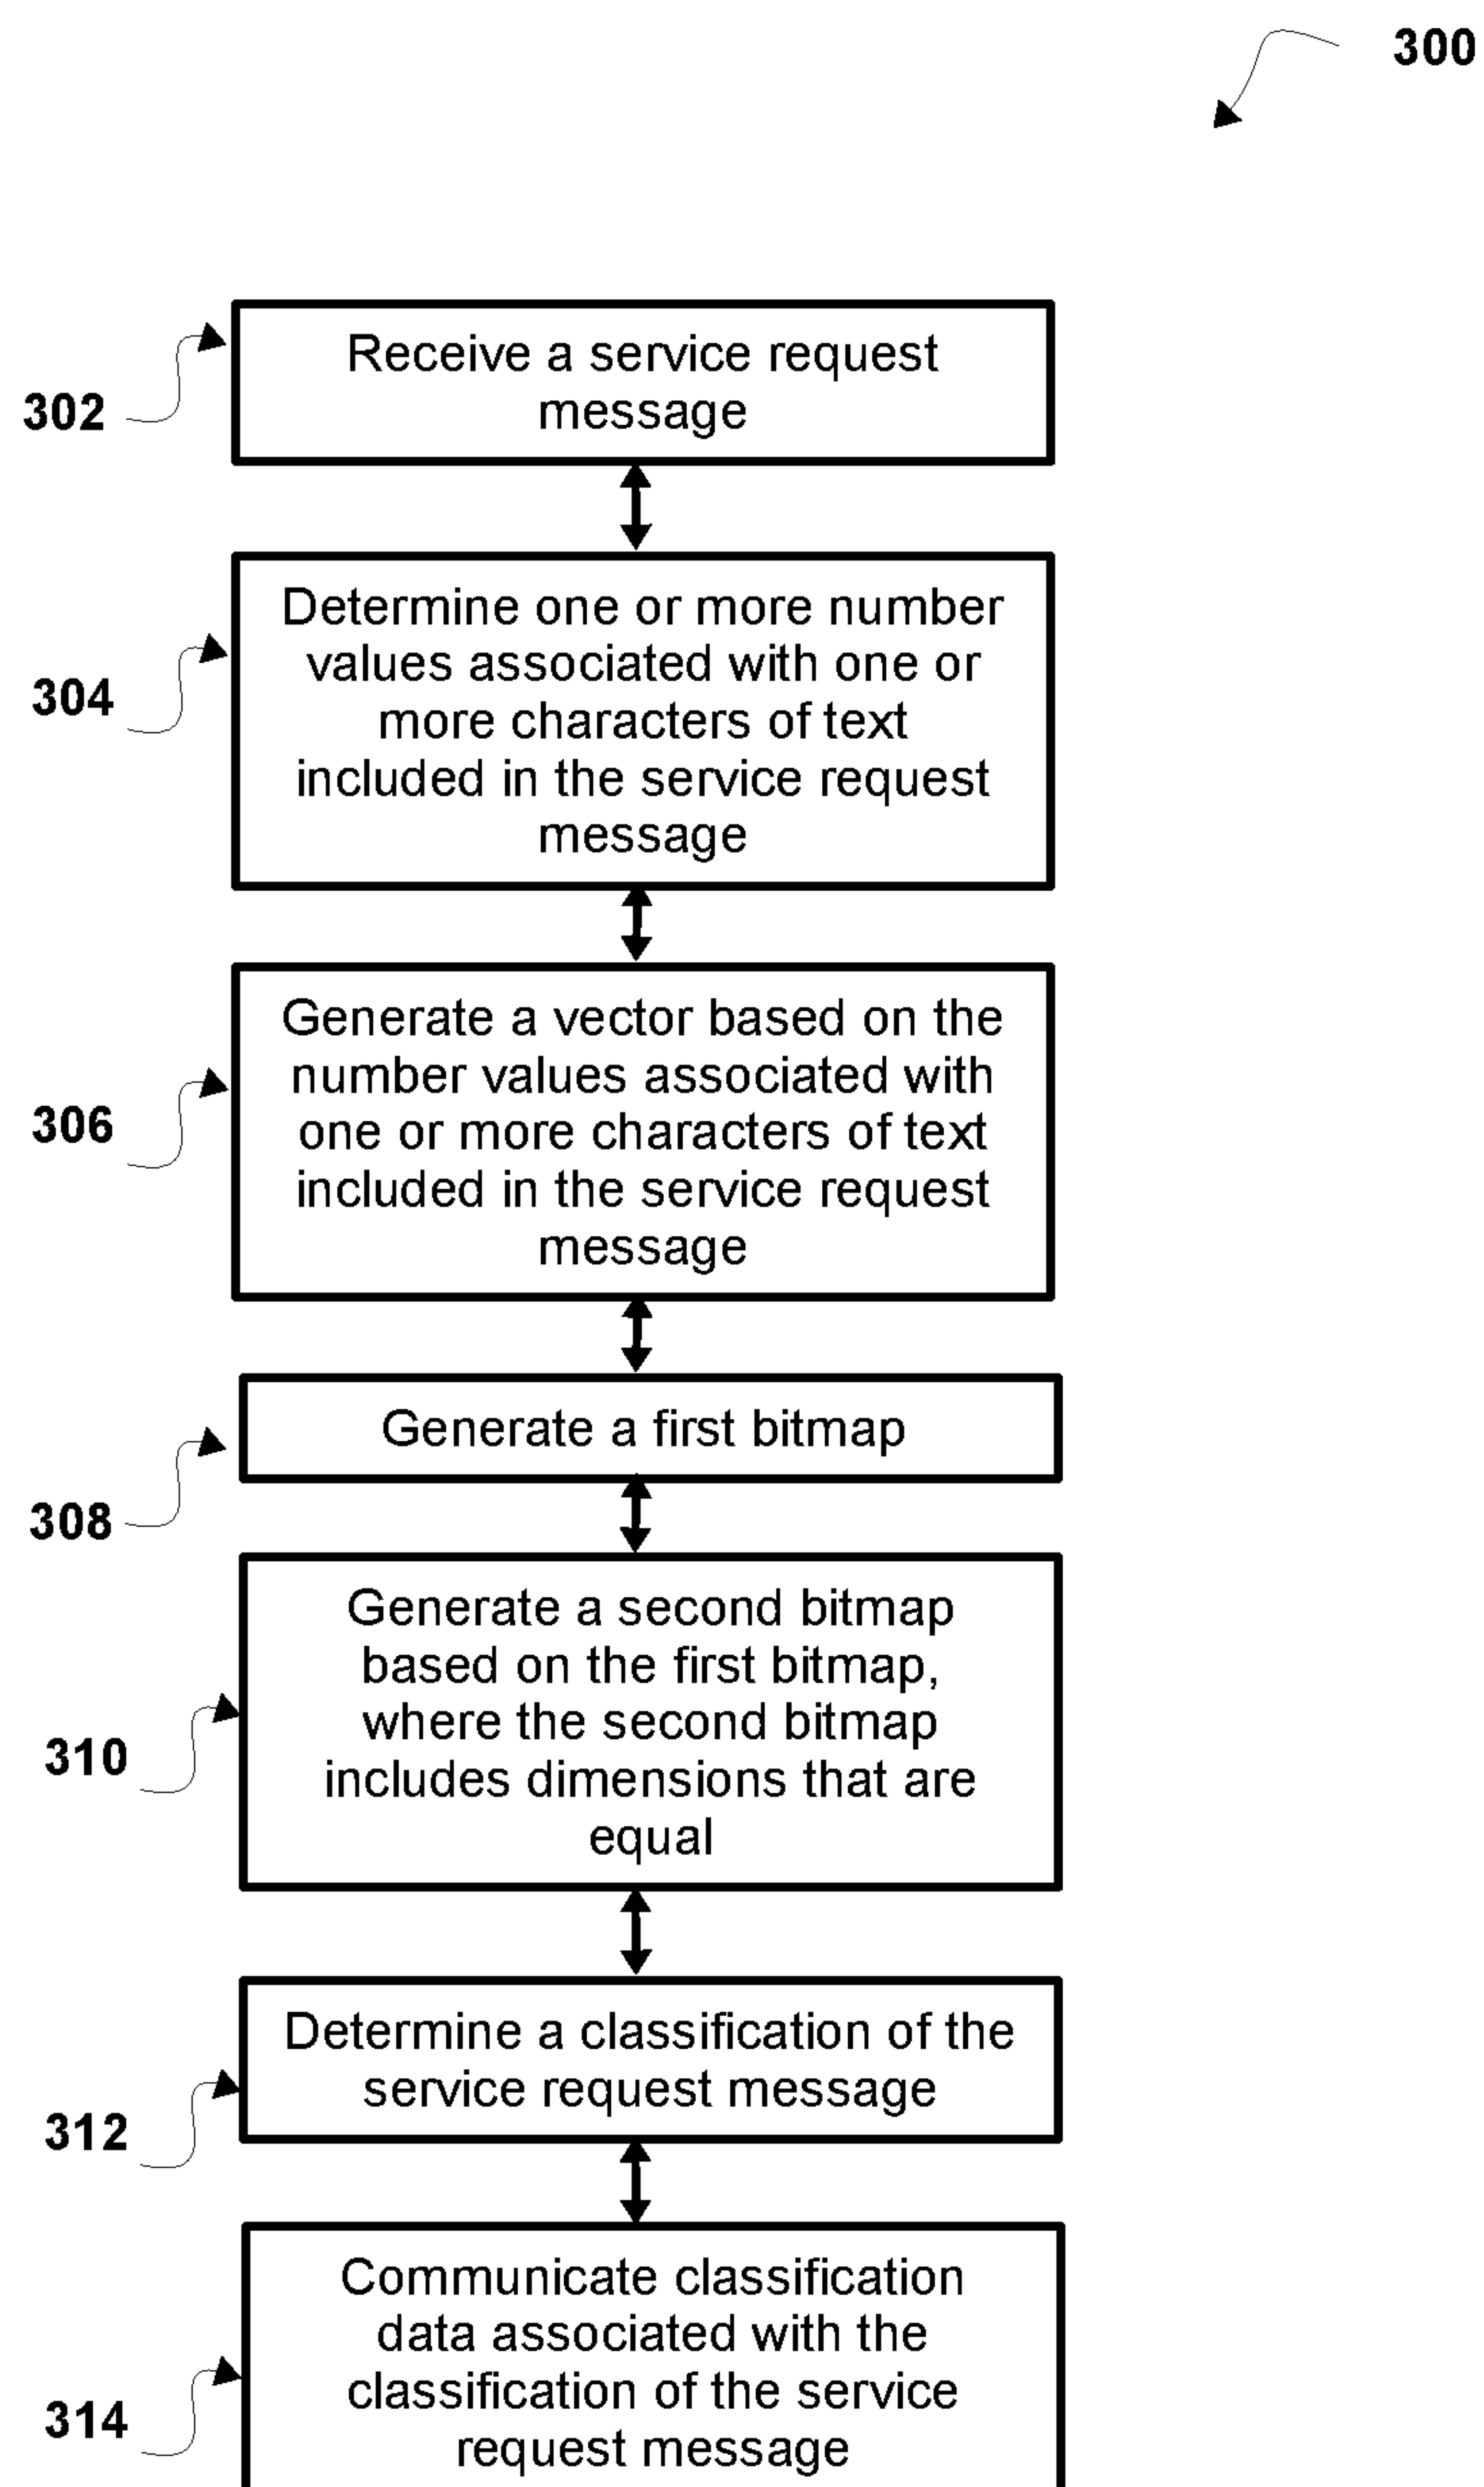 300
302
Receive a service request
message
304
Determine one or more number
values associated with one or
more characters of text
included in the service request
message
306
Generate a vector based on the
number values associated with
one or more characters of text
included in the service request
message
308
Generate a first bitmap
310
Generate a second bitmap
based on the first bitmap,
where the second bitmap
includes dimensions that are
equal
312
Determine a classification of the
service request message
314
Communicate classification
data associated with the
classification of the service
request message